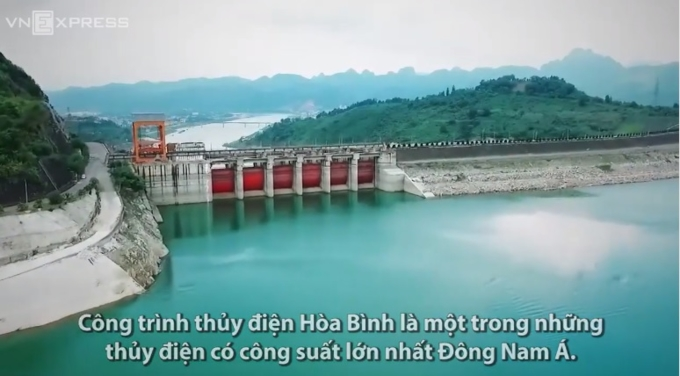 VNEXPRESS
Công trình thủy điện Hòa Bình là một trong những
thủy điện có công suất lớn nhất Đông Nam Á.